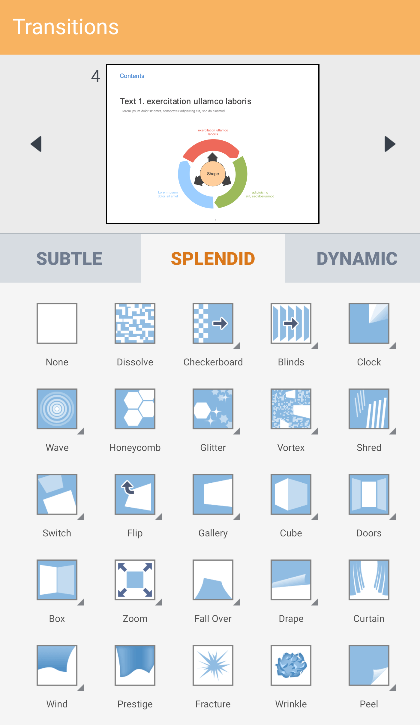 Transitions
4
Contents
Text 1. exercitation ullamco laboris
Shape
SUBTLE SPLENDID DYNAMIC
None Dissolve Checkerboard Blinds Clock
Wave Honeycomb Glitter Vortex Shred
Switch Flip Gallery Cube Doors
Box Zoom Fall Over Drape Curtain
Wind Prestige Fracture Wrinkle Peel